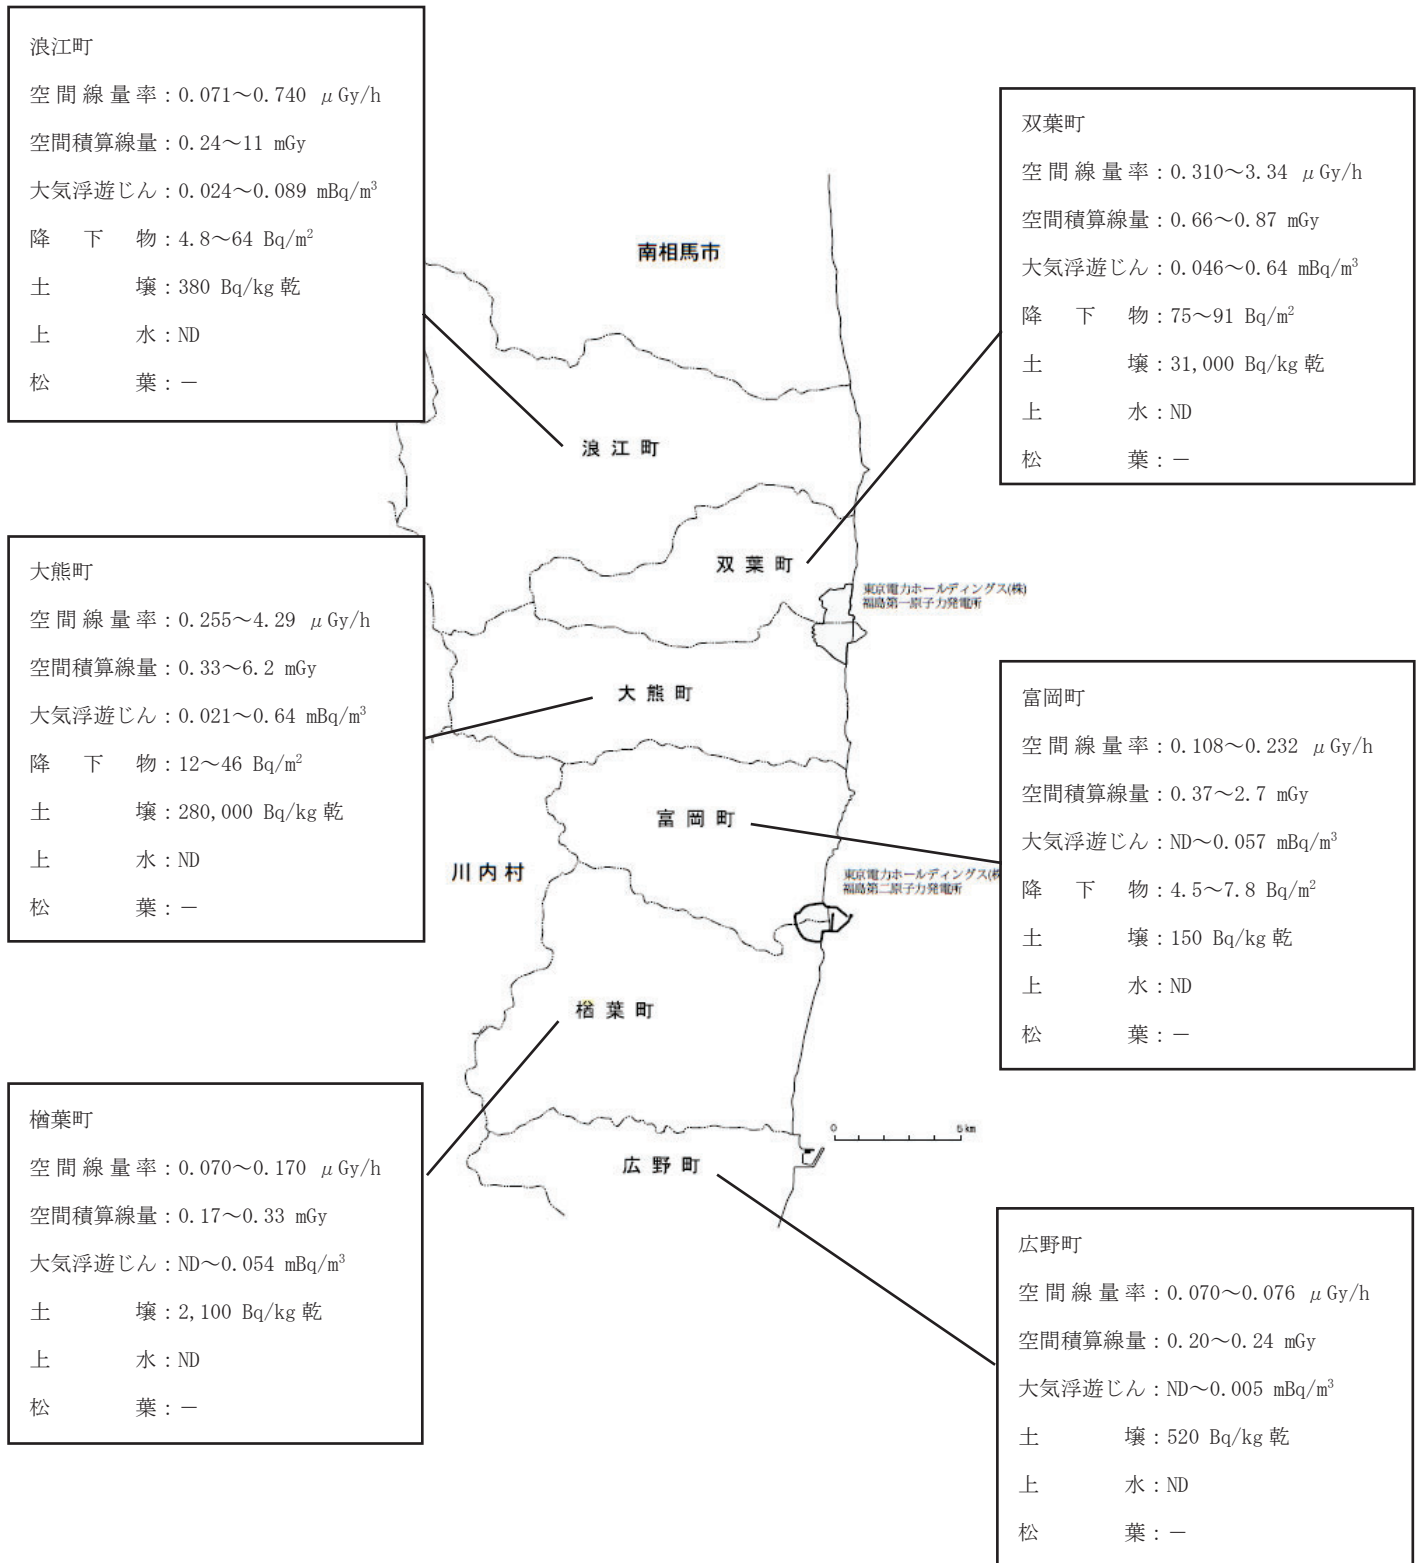 浪江町
空間線量率：0.071～0.740 μGy/h
空間積算線量：0.24～11 mGy
大気浮遊じん：0.024～0.089 mBq/m³
降下物：4.8～64 Bq/m²
土壌：380 Bq/kg 乾
上水：ND
松葉：－
双葉町
空間線量率：0.310～3.34 μGy/h
空間積算線量：0.66～0.87 mGy
大気浮遊じん：0.046～0.64 mBq/m³
降下物：75～91 Bq/m²
土壌：31,000 Bq/kg 乾
上水：ND
松葉：－
南相馬市
浪江町
双葉町
東京電力ホールディングス(株)
福島第一原子力発電所
大熊町
空間線量率：0.255～4.29 μGy/h
空間積算線量：0.33～6.2 mGy
大気浮遊じん：0.021～0.64 mBq/m³
降下物：12～46 Bq/m²
土壌：280,000 Bq/kg 乾
上水：ND
松葉：－
大熊町
富岡町
川内村
東京電力ホールディングス(株
福島第二原子力発電所
富岡町
空間線量率：0.108～0.232 μGy/h
空間積算線量：0.37～2.7 mGy
大気浮遊じん：ND～0.057 mBq/m³
降下物：4.5～7.8 Bq/m²
土壌：150 Bq/kg 乾
上水：ND
松葉：－
楢葉町
楢葉町
空間線量率：0.070～0.170 μGy/h
空間積算線量：0.17～0.33 mGy
大気浮遊じん：ND～0.054 mBq/m³
土壌：2,100 Bq/kg 乾
上水：ND
松葉：－
0 5km
広野町
広野町
空間線量率：0.070～0.076 μGy/h
空間積算線量：0.20～0.24 mGy
大気浮遊じん：ND～0.005 mBq/m³
土壌：520 Bq/kg 乾
上水：ND
松葉：－